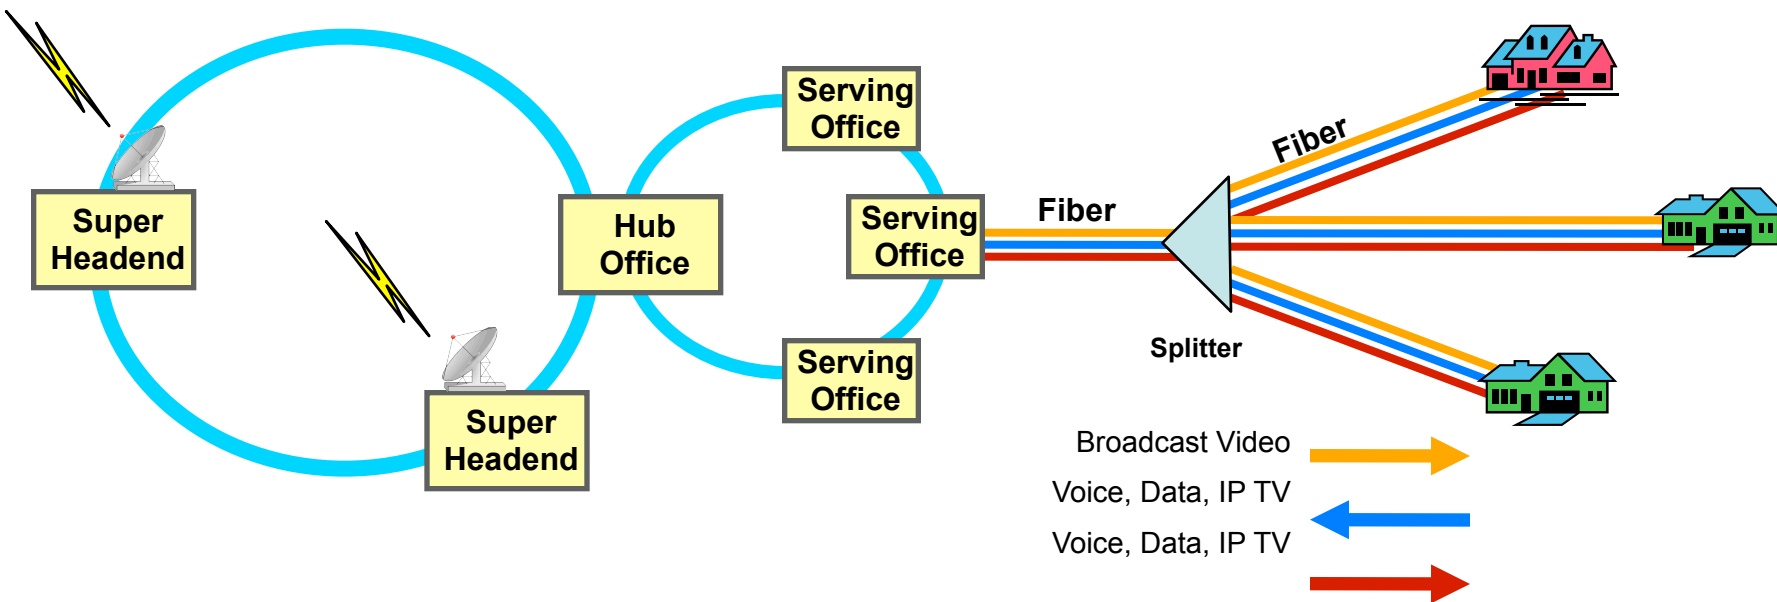 Super
Headend
Super
Headend
Hub
Office
Serving
Office
Serving
Office
Serving
Office
Fiber
Fiber
Splitter
Broadcast Video
Voice, Data, IP TV
Voice, Data, IP TV